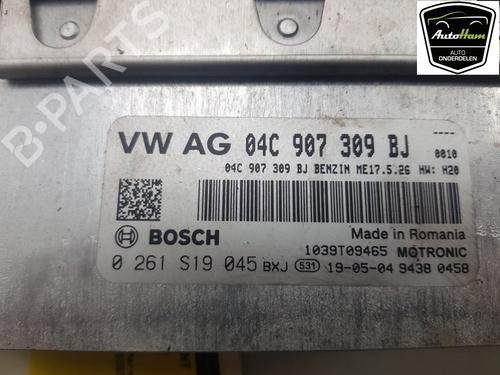 AutoHam
AUTO
ONDERDELEN
B-PARTS
VW AG 04C 907 309 BJ 0010
04C 907 309 BJ BENZIN ME17.5.26 HW: H20
BOSCH
Made in Romania
1039T09465 MOTRONIC
0 261 S19 045 BXJ 531 19-05-04 9438 0458